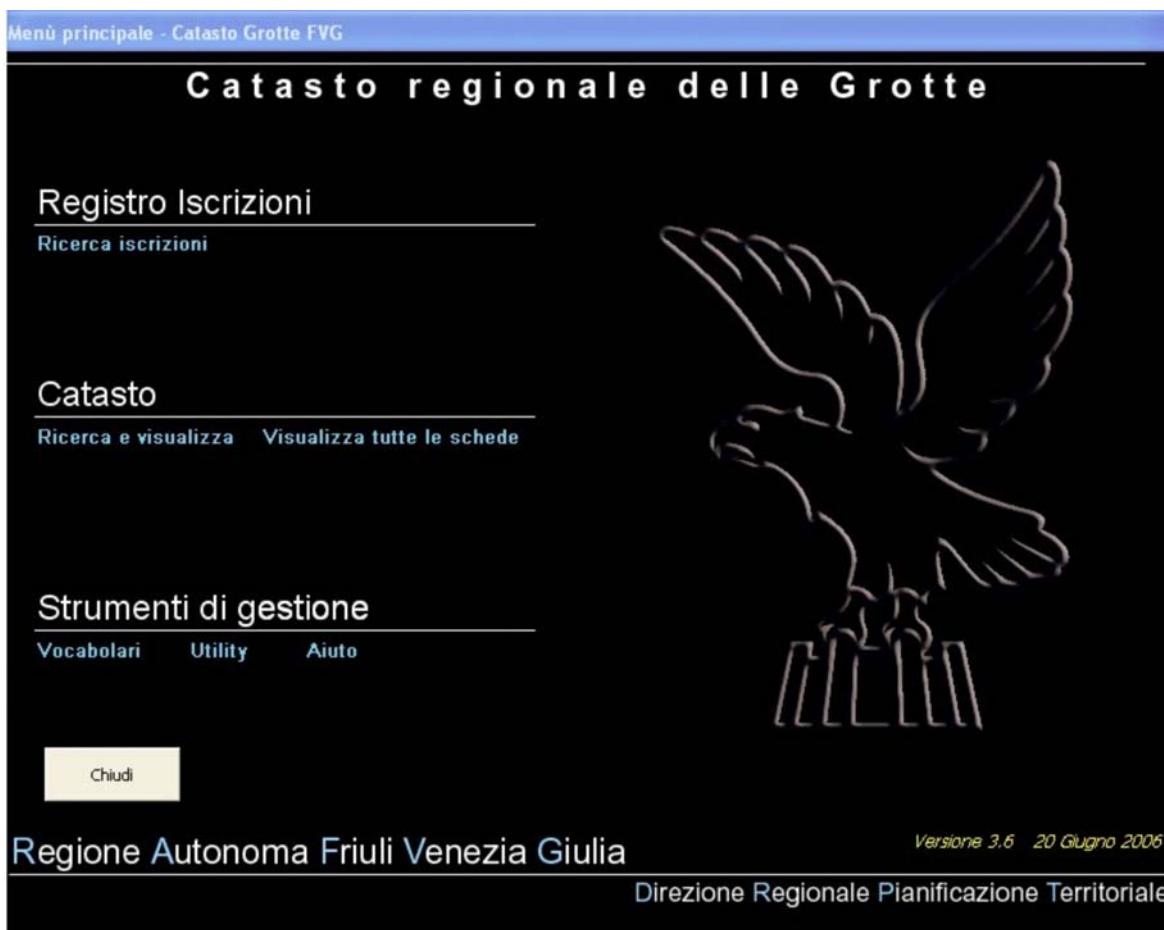 Menù principale - Catasto Grotte FVG
Catasto regionale delle Grotte
Registro Iscrizioni
Ricerca iscrizioni
Catasto
Ricerca e visualizza Visualizza tutte le schede
Strumenti di gestione
Vocabolari Utility Aiuto
Chiudi
Regione Autonoma Friuli Venezia Giulia
Versione 3.6 20 Giugno 2006
Direzione Regionale Pianificazione Territoriale